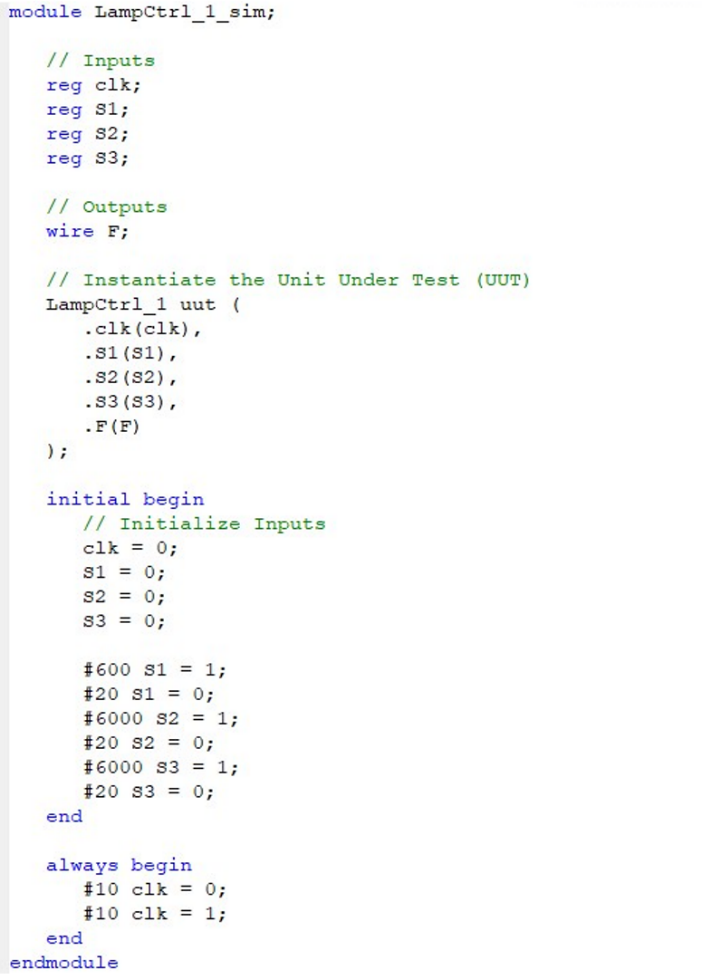 module LampCtrl_1_sim;
// Inputs
reg clk;
reg S1;
reg S2;
reg S3;
// Outputs
wire F;
// Instantiate the Unit Under Test (UUT)
LampCtrl_1 uut (
.clk(clk),
.S1(S1),
.S2(S2),
.S3(S3),
.F(F)
);
initial begin
// Initialize Inputs
clk = 0;
S1 = 0;
S2 = 0;
S3 = 0;
#600 S1 = 1;
#20 S1 = 0;
#6000 S2 = 1;
#20 S2 = 0;
#6000 S3 = 1;
#20 S3 = 0;
end
always begin
#10 clk = 0;
#10 clk = 1;
end
endmodule